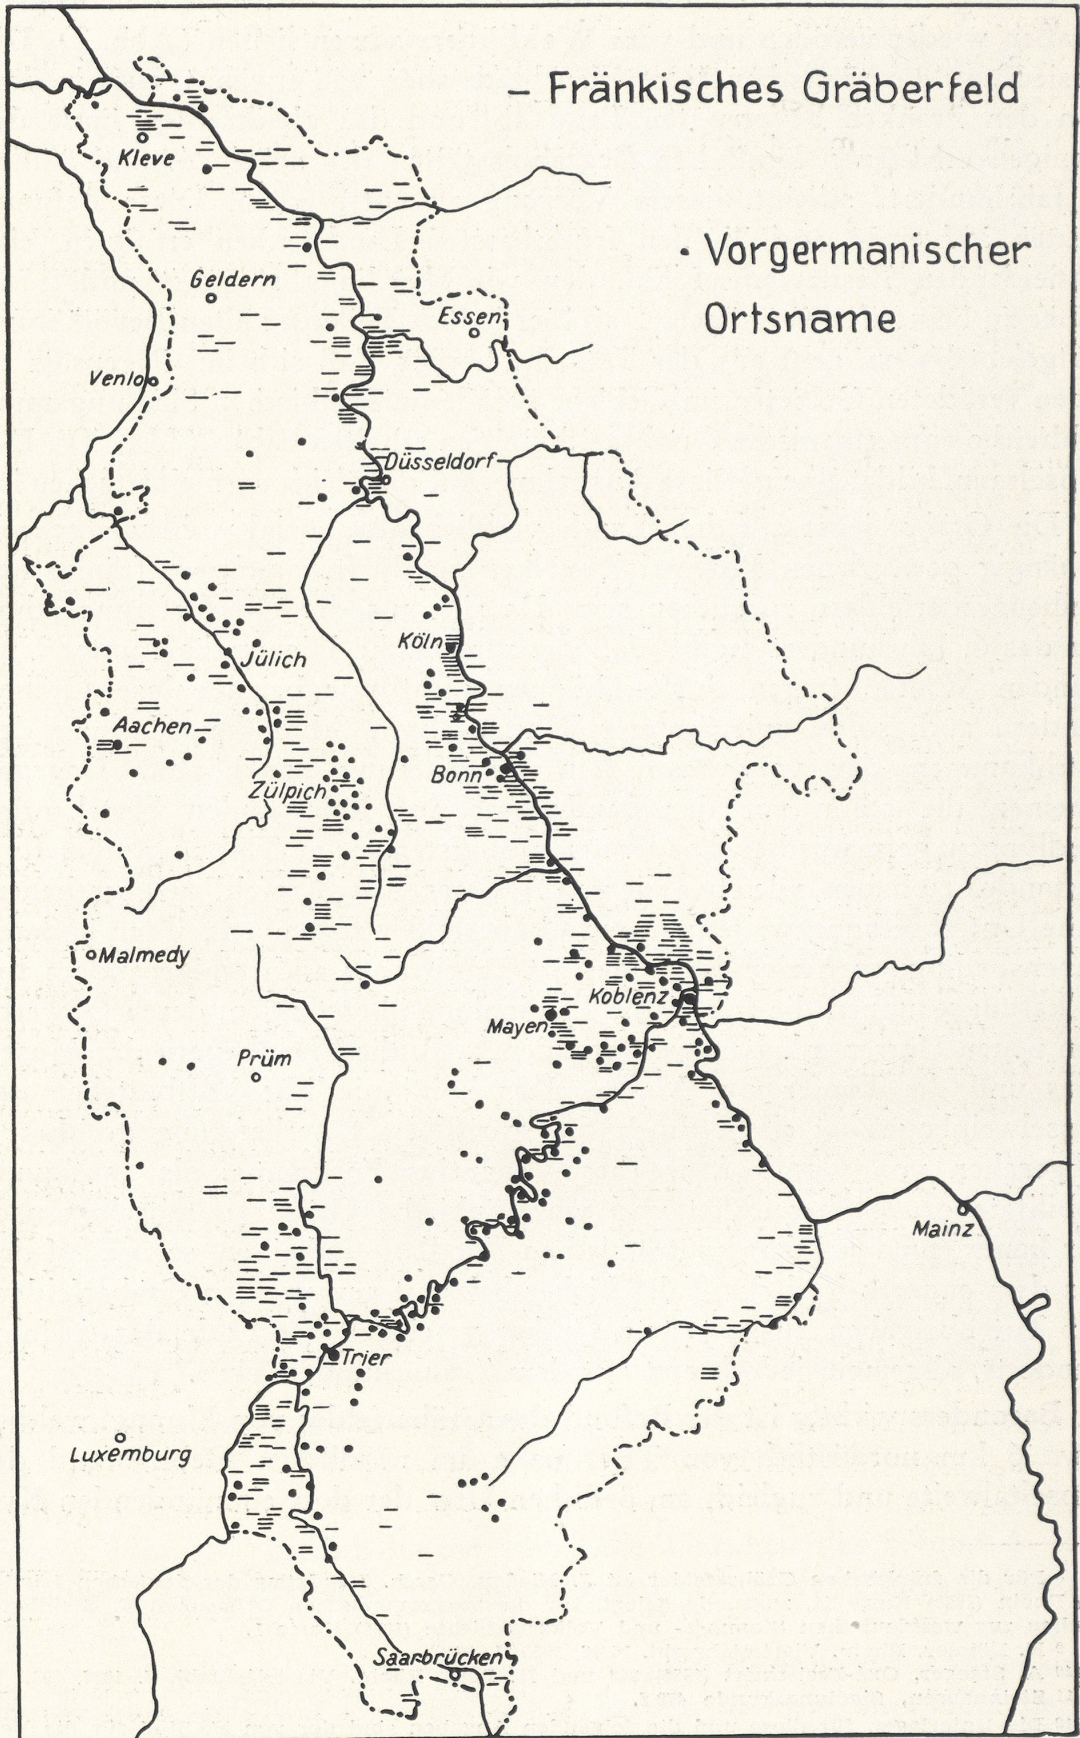 – Fränkisches Gräberfeld
• Vorgermanischer
Ortsname
Kleve
Geldern
Essen
Venlo
Düsseldorf
Köln
Jülich
Aachen
Bonn
Zülpich
Malmedy
Koblenz
Mayen
Prüm
Mainz
Trier
Luxemburg
Saarbrücken